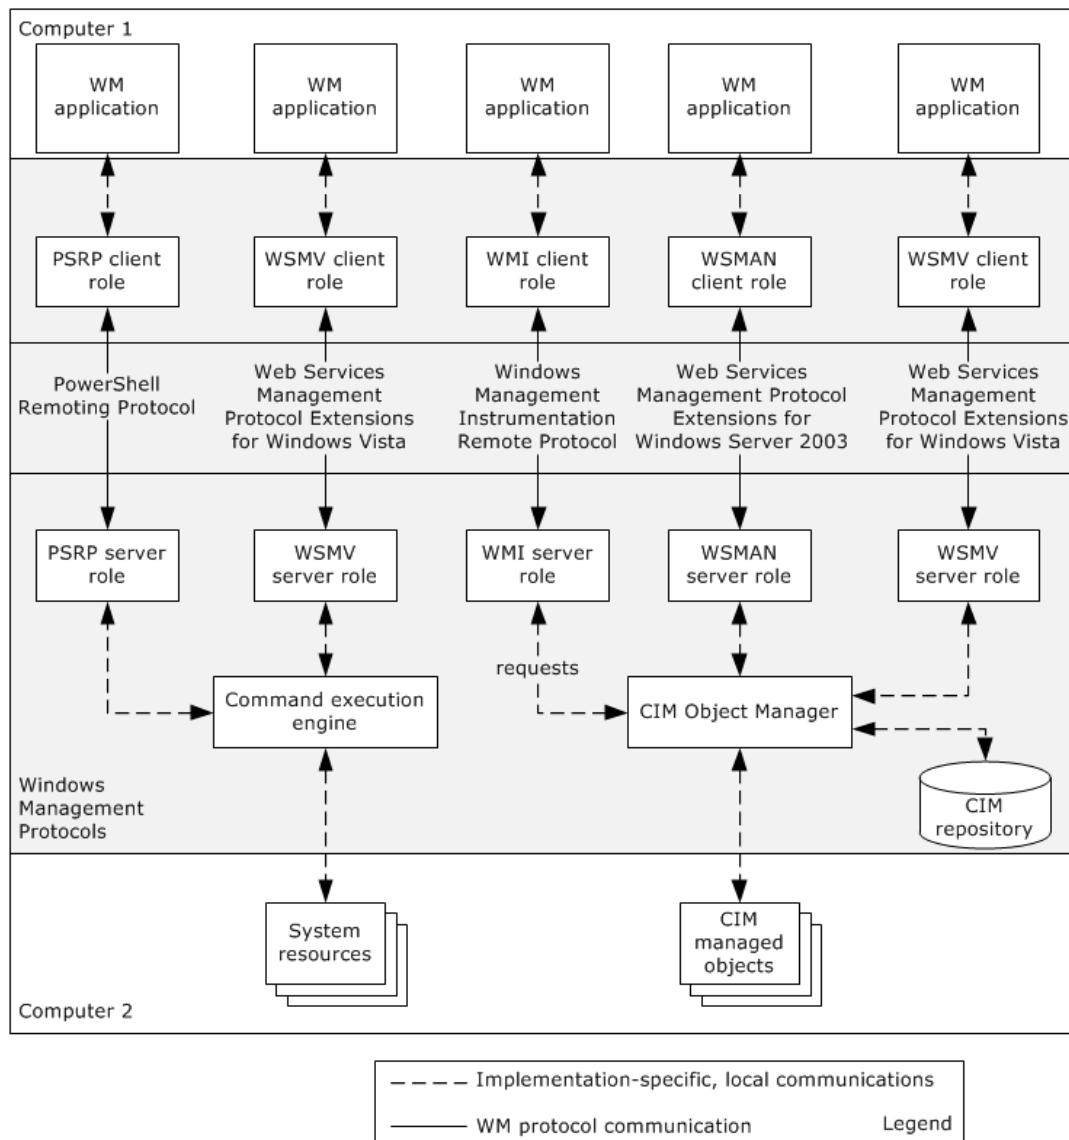 Computer 1
WM
application
WM
application
WM
application
WM
application
WM
application
PSRP client
role
WSMV client
role
WMI client
role
WSMAN
client role
WSMV client
role
PowerShell
Remoting Protocol
Web Services
Management
Protocol Extensions
for Windows Vista
Windows
Management
Instrumentation
Remote Protocol
Web Services
Management Protocol
Extensions for
Windows Server 2003
Web Services
Management
Protocol Extensions
for Windows Vista
PSRP server
role
WSMV
server role
WMI server
role
WSMAN
server role
WSMV
server role
requests
Command execution
engine
CIM Object Manager
Windows
Management
Protocols
CIM
repository
System
resources
CIM
managed
objects
Computer 2
Implementation-specific, local communications
WM protocol communication
Legend